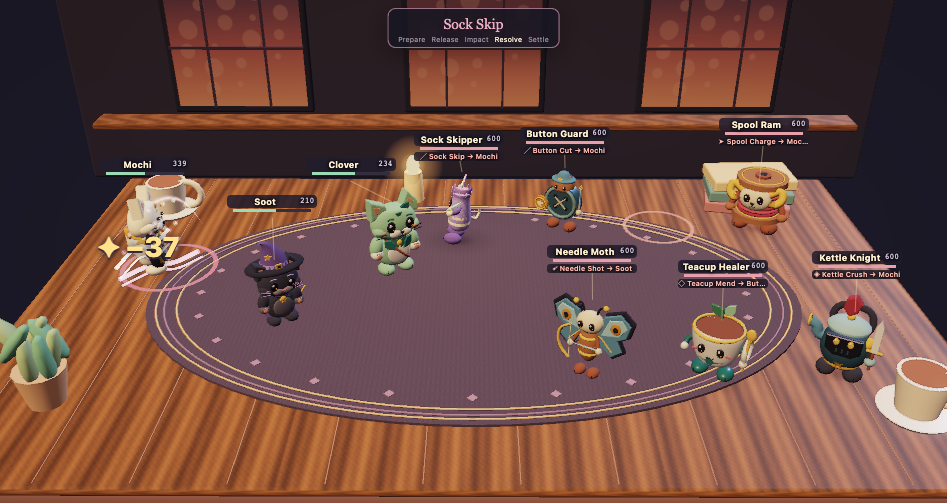 Sock Skip
Prepare Release Impact Resolve Settle
Spool Ram 600
➤ Spool Charge → Moc...
Button Guard 600
⟋ Button Cut → Mochi
Sock Skipper 600
⟋ Sock Skip → Mochi
Mochi 339
Clover 234
Soot 210
✦ −37
Needle Moth 600
➶ Needle Shot → Soot
Teacup Healer 600
◇ Teacup Mend → But...
Kettle Knight 600
◈ Kettle Crush → Mochi